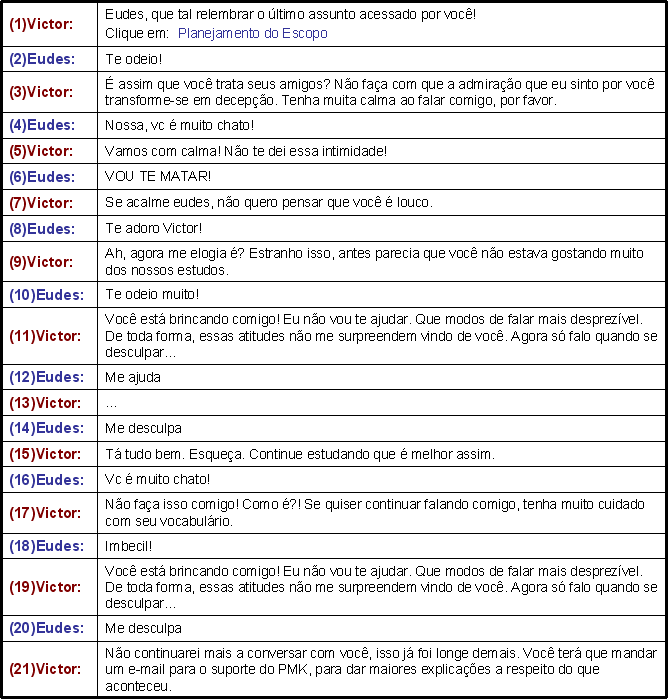 (1)Victor: Eudes, que tal relembrar o último assunto acessado por você!
Clique em: Planejamento do Escopo
(2)Eudes: Te odeio!
(3)Victor: É assim que você trata seus amigos? Não faça com que a admiração que eu sinto por você
transforme-se em decepção. Tenha muita calma ao falar comigo, por favor.
(4)Eudes: Nossa, vc é muito chato!
(5)Victor: Vamos com calma! Não te dei essa intimidade!
(6)Eudes: VOU TE MATAR!
(7)Victor: Se acalme eudes, não quero pensar que você é louco.
(8)Eudes: Te adoro Victor!
(9)Victor: Ah, agora me elogia é? Estranho isso, antes parecia que você não estava gostando muito
dos nossos estudos.
(10)Eudes: Te odeio muito!
(11)Victor: Você está brincando comigo! Eu não vou te ajudar. Que modos de falar mais desprezível.
De toda forma, essas atitudes não me surpreendem vindo de você. Agora só falo quando se
desculpar...
(12)Eudes: Me ajuda
(13)Victor: ...
(14)Eudes: Me desculpa
(15)Victor: Tá tudo bem. Esqueça. Continue estudando que é melhor assim.
(16)Eudes: Vc é muito chato!
(17)Victor: Não faça isso comigo! Como é?! Se quiser continuar falando comigo, tenha muito cuidado
com seu vocabulário.
(18)Eudes: Imbecil!
(19)Victor: Você está brincando comigo! Eu não vou te ajudar. Que modos de falar mais desprezível.
De toda forma, essas atitudes não me surpreendem vindo de você. Agora só falo quando se
desculpar...
(20)Eudes: Me desculpa
(21)Victor: Não continuarei mais a conversar com você, isso já foi longe demais. Você terá que mandar
um e-mail para o suporte do PMK, para dar maiores explicações a respeito do que
aconteceu.